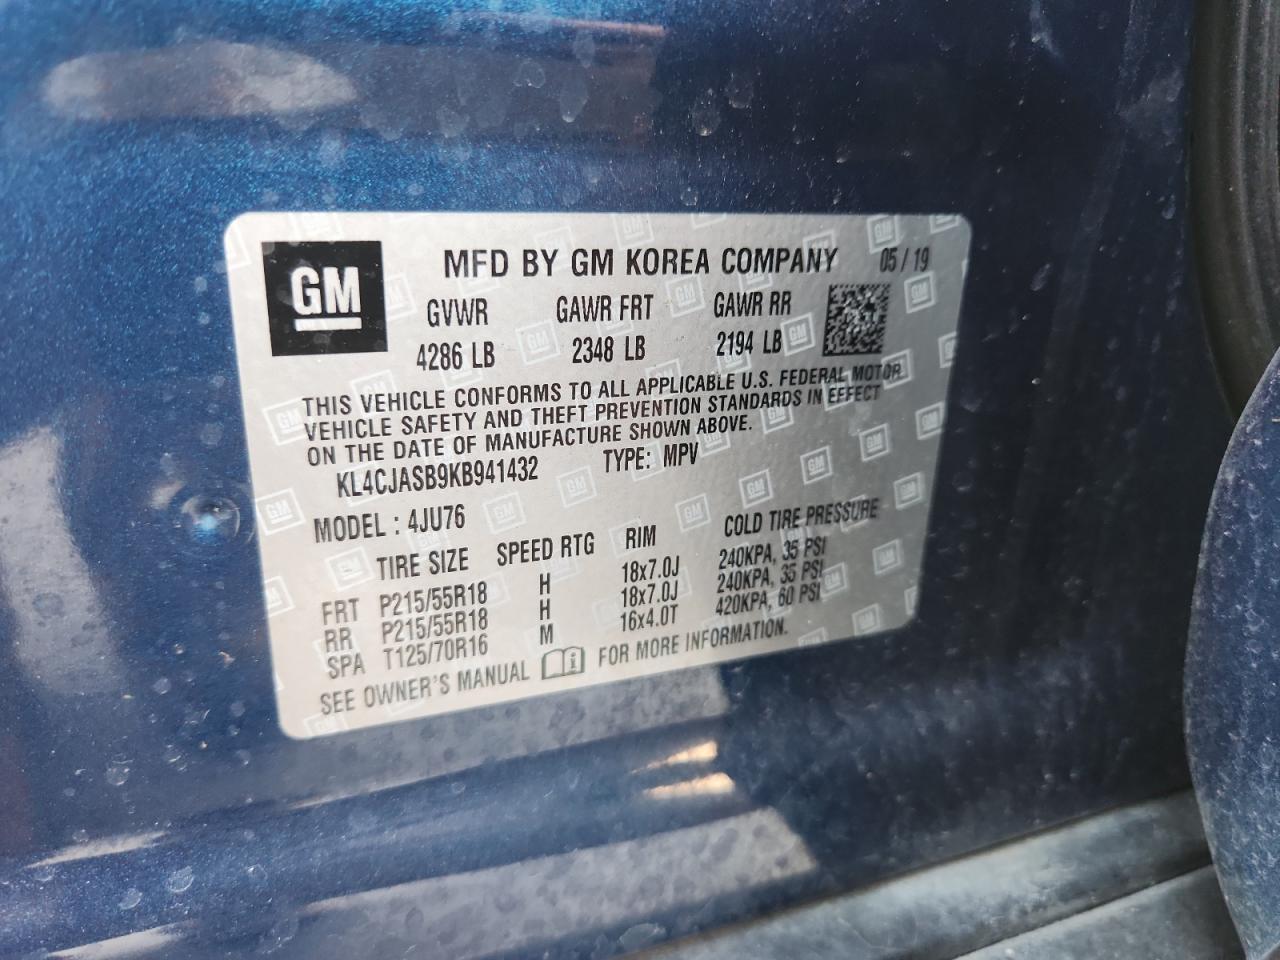 GM
MFD BY GM KOREA COMPANY 05/19
GVWR GAWR FRT GAWR RR
4286 LB 2348 LB 2194 LB
THIS VEHICLE CONFORMS TO ALL APPLICABLE U.S. FEDERAL MOTOR
VEHICLE SAFETY AND THEFT PREVENTION STANDARDS IN EFFECT
ON THE DATE OF MANUFACTURE SHOWN ABOVE.
KL4CJASB9KB941432 TYPE: MPV
MODEL : 4JU76
TIRE SIZE SPEED RTG RIM COLD TIRE PRESSURE
FRT P215/55R18 H 18x7.0J 240KPA, 35 PSI
RR P215/55R18 H 18x7.0J 240KPA, 35 PSI
SPA T125/70R16 M 16x4.0T 420KPA, 60 PSI
SEE OWNER'S MANUAL i FOR MORE INFORMATION.